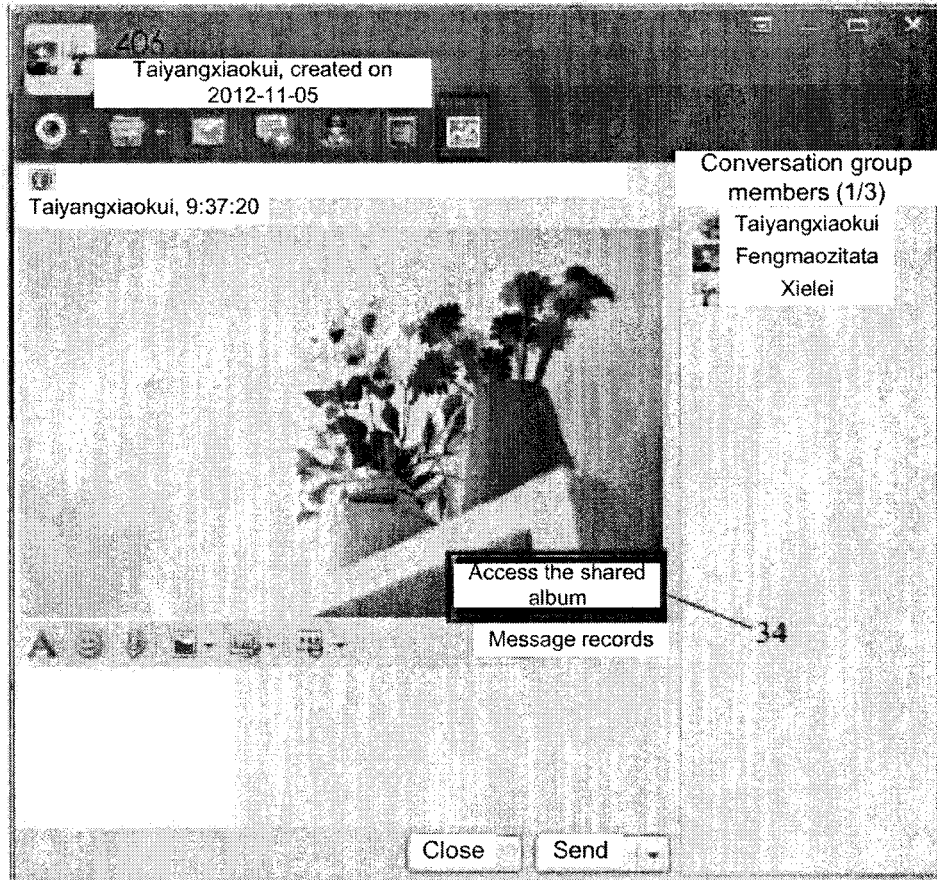 406
Taiyangxiaokui, created on
2012-11-05
Taiyangxiaokui, 9:37:20
Conversation group
members (1/3)
Taiyangxiaokui
Fengmaozitata
Xielei
Access the shared
album
34
Message records
A
Close
Send